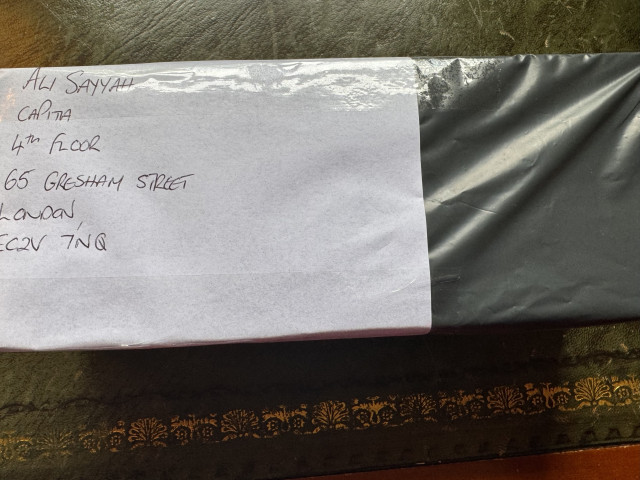 ALI SAYYAH
CAPITA
4TH FLOOR
65 GRESHAM STREET
LONDON
EC2V 7NQ